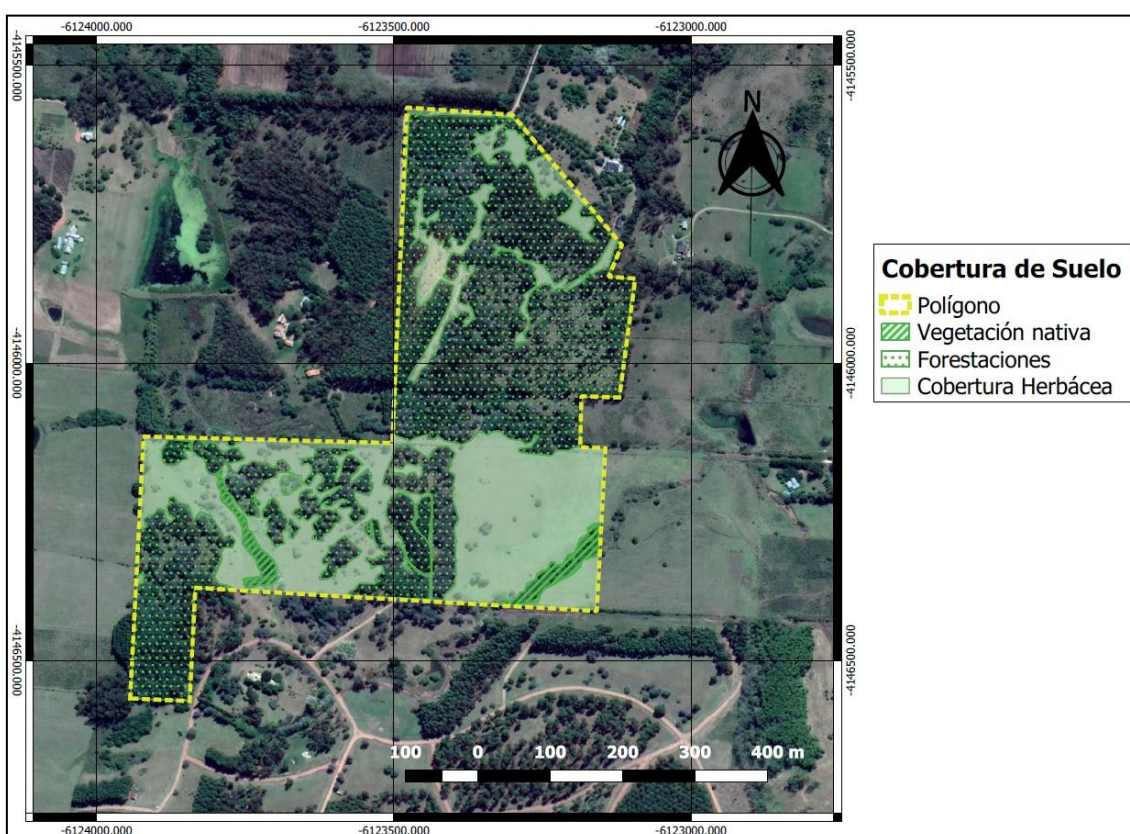 -6124000.000
-6123500.000
-6123000.000
-4145500.000
-4145500.000
N
Cobertura de Suelo
Polígono
Vegetación nativa
Forestaciones
Cobertura Herbácea
-4146000.000
-4146000.000
-4146500.000
-4146500.000
100 0 100 200 300 400 m
-6124000.000
-6123500.000
-6123000.000